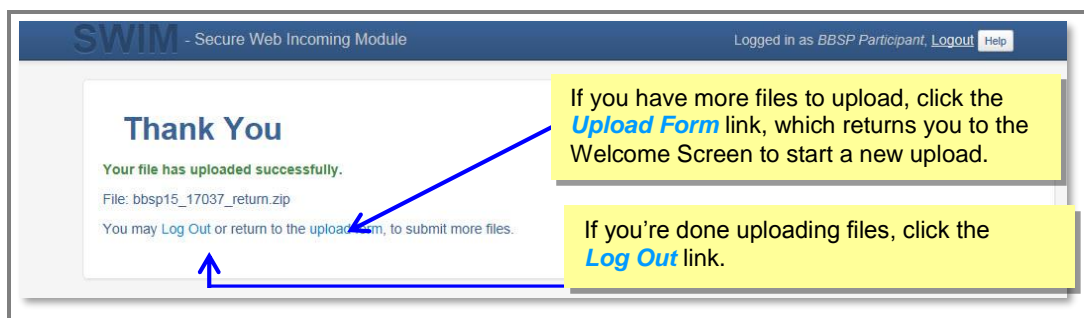 SWIM - Secure Web Incoming Module
Logged in as BBSP Participant, Logout Help
Thank You
Your file has uploaded successfully.
File: bbsp15_17037_return.zip
You may Log Out or return to the upload form, to submit more files.
If you have more files to upload, click the
Upload Form link, which returns you to the
Welcome Screen to start a new upload.
If you’re done uploading files, click the
Log Out link.